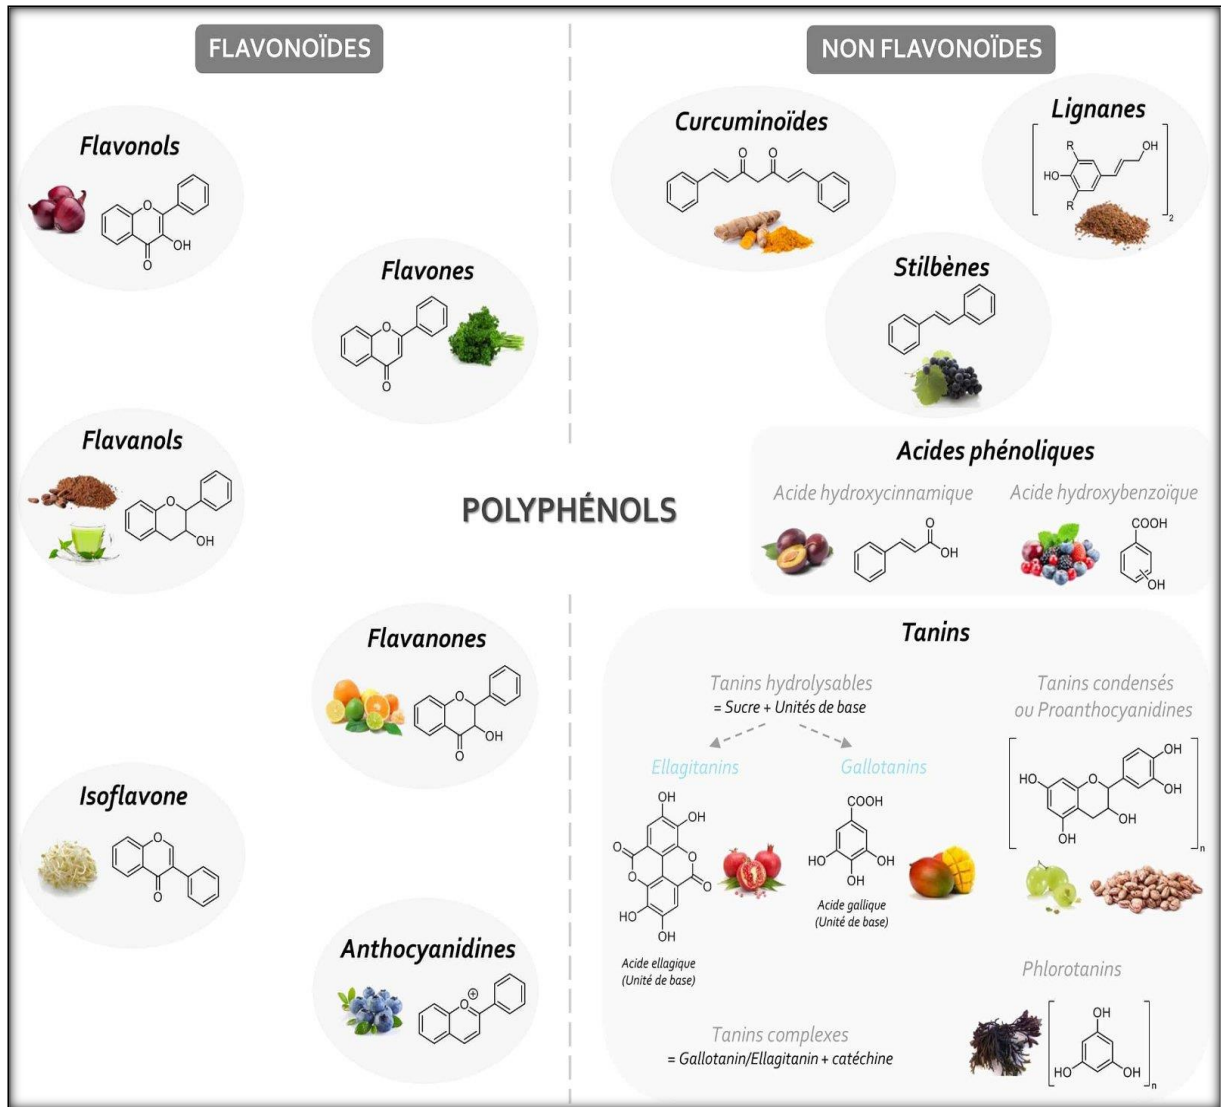 FLAVONOÏDES
NON FLAVONOÏDES
Flavonols
O
OH
O
Flavones
O
O
Flavanols
O
OH
Flavanones
O
OH
O
Isoflavone
O
O
Anthocyanidines
O
+
POLYPHÉNOLS
Curcuminoïdes
O O
Lignanes
R
OH
HO
R
2
Stilbènes
Acides phénoliques
Acide hydroxycinnamique
O
OH
Acide hydroxybenzoïque
COOH
OH
Tanins
Tanins hydrolysables
= Sucre + Unités de base
Ellagitanins
OH
OH
O
O
O
O
HO
OH
Acide ellagique
(Unité de base)
Gallotanins
COOH
HO OH
OH
Acide gallique
(Unité de base)
Tanins condensés
ou Proanthocyanidines
OH
HO O
OH
OH
OH
n
Phlorotanins
OH
HO OH
n
Tanins complexes
= Gallotanin/Ellagitanin + catéchine